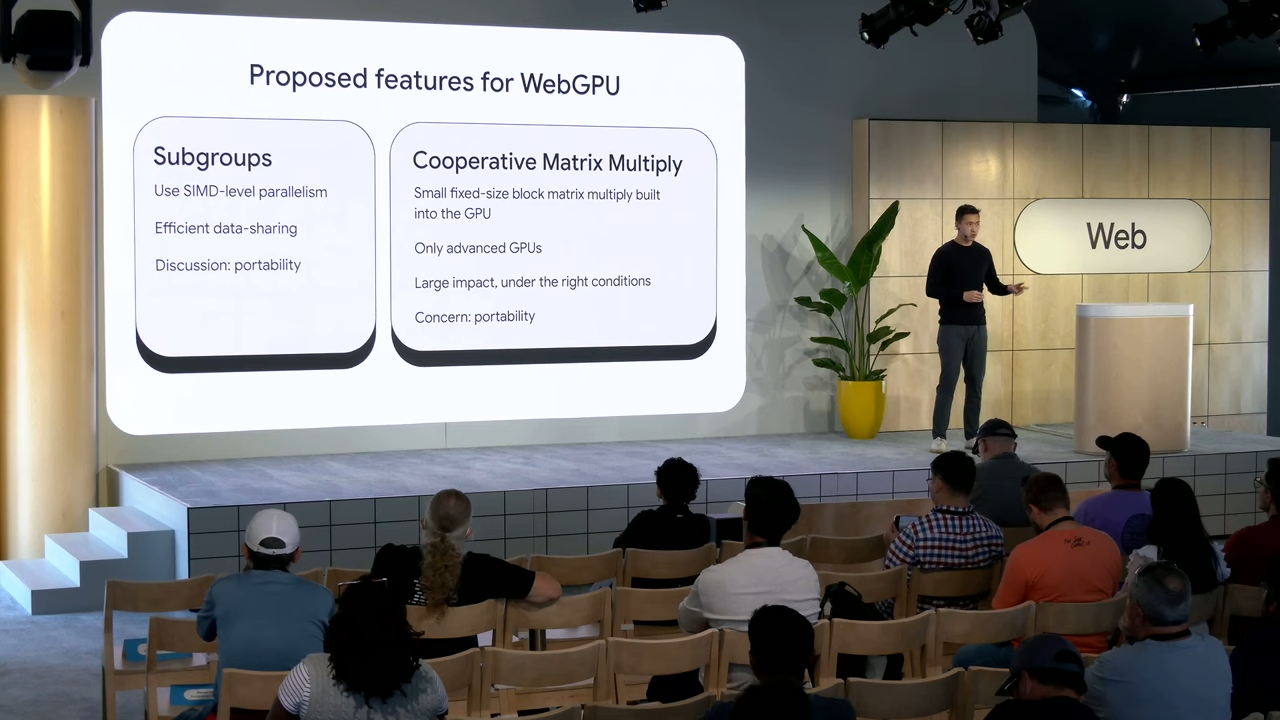 Proposed features for WebGPU
Subgroups
Use SIMD-level parallelism
Efficient data-sharing
Discussion: portability
Cooperative Matrix Multiply
Small fixed-size block matrix multiply built
into the GPU
Only advanced GPUs
Large impact, under the right conditions
Concern: portability
Web